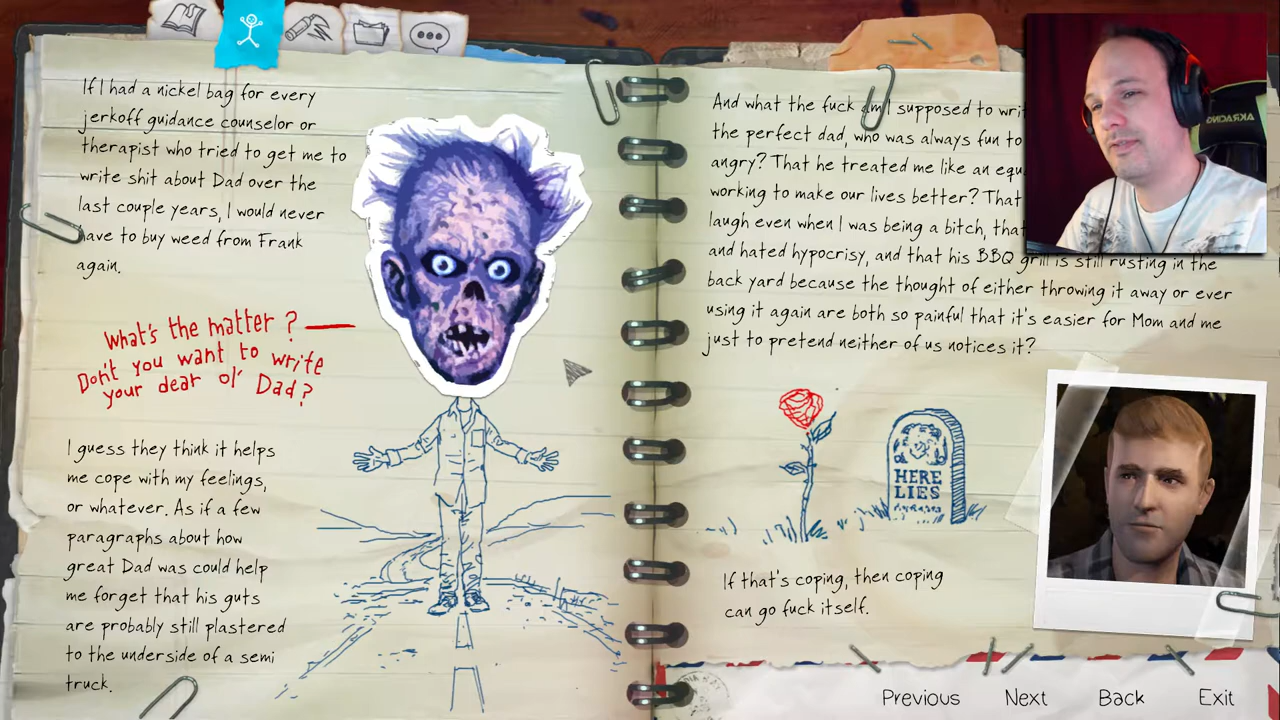 If I had a nickel bag for every
jerkoff guidance counselor or
therapist who tried to get me to
write shit about Dad over the
last couple years, I would never
have to buy weed from Frank
again.
What's the matter?
Don't you want to write
your dear ol' Dad?
I guess they think it helps
me cope with my feelings,
or whatever. As if a few
paragraphs about how
great Dad was could help
me forget that his guts
are probably still plastered
to the underside of a semi
truck.
And what the fuck am I supposed to
the perfect dad, who was always fun to
angry? That he treated me like an
working to make our lives better? That
laugh even when I was being a bitch,
and hated hypocrisy, and that his BBQ grill is still rusting in the
back yard because the thought of either throwing it away or ever
using it again are both so painful that it's easier for Mom and me
just to pretend neither of us notices it?
HERE
LIES
If that's coping, then coping
can go fuck itself.
AKRACING
Previous Next Back Exit